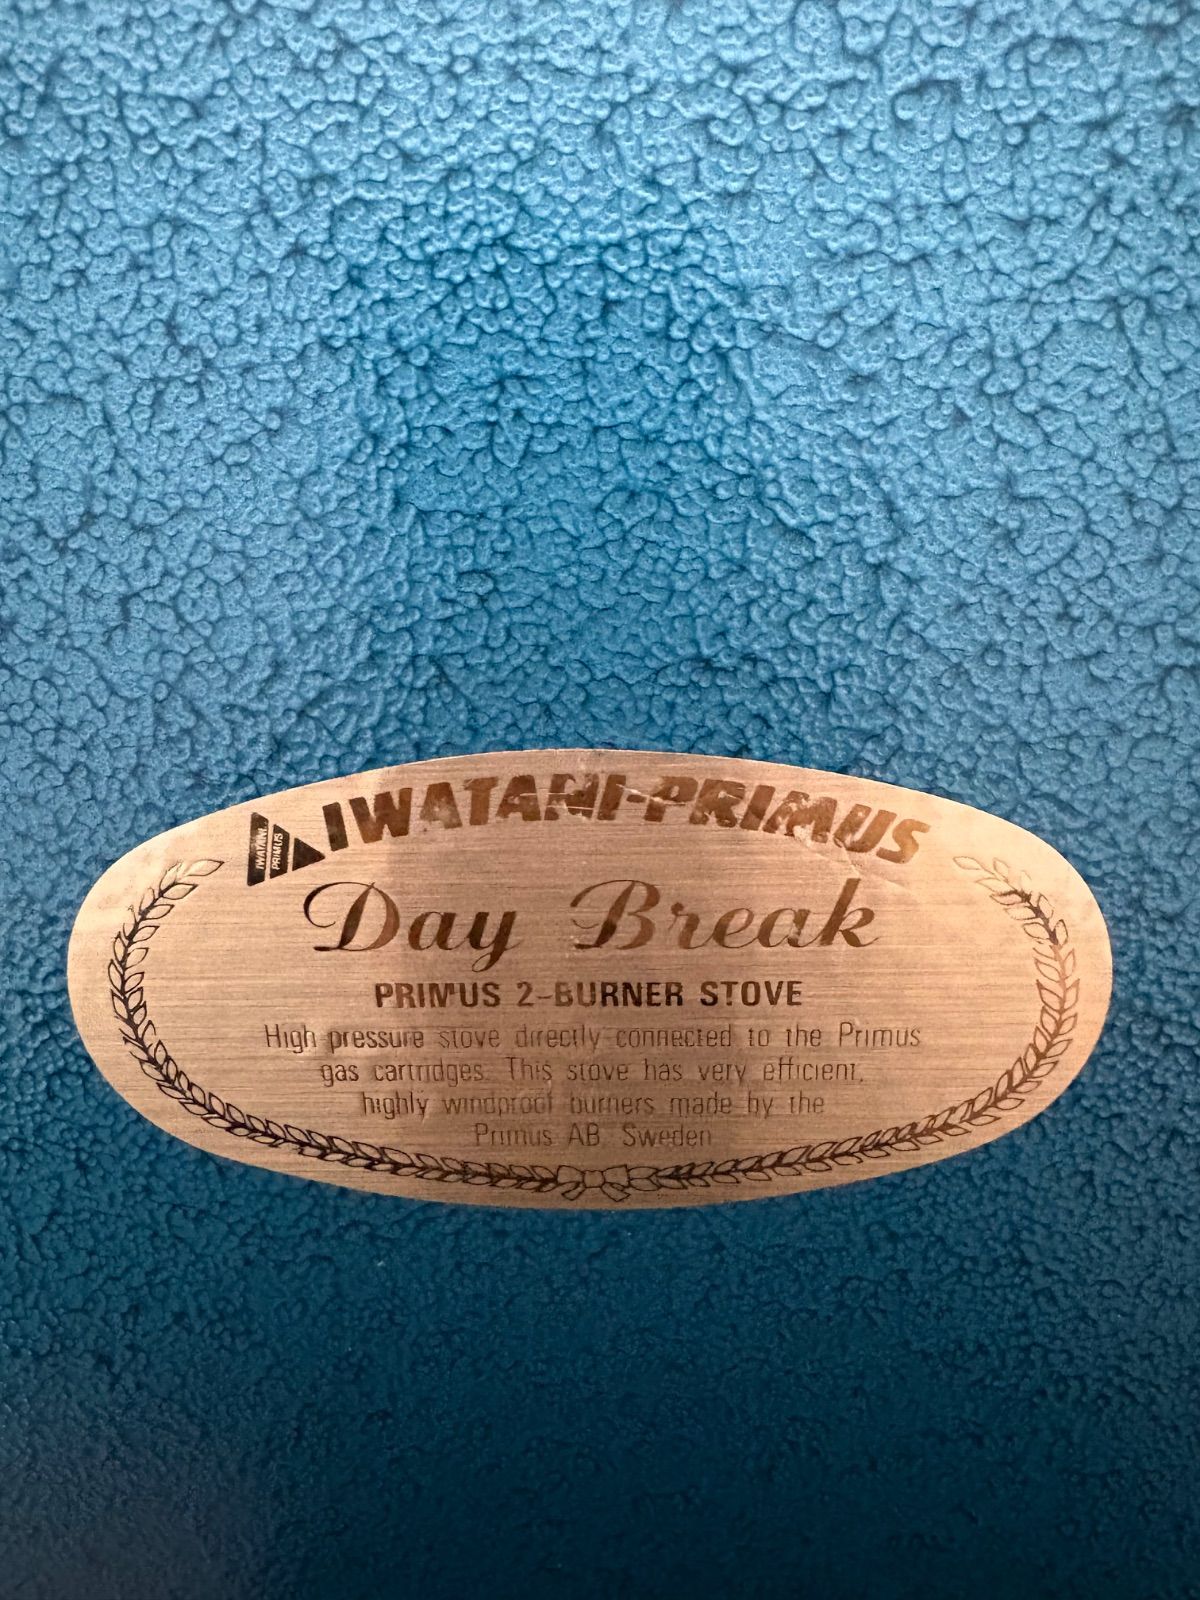 IWATANI-PRIMUS
IWATANI
PRIMUS
Day Break
PRIMUS 2-BURNER STOVE
High pressure stove directly connected to the Primus
gas cartridges. This stove has very efficient,
highly windproof burners made by the
Primus AB, Sweden